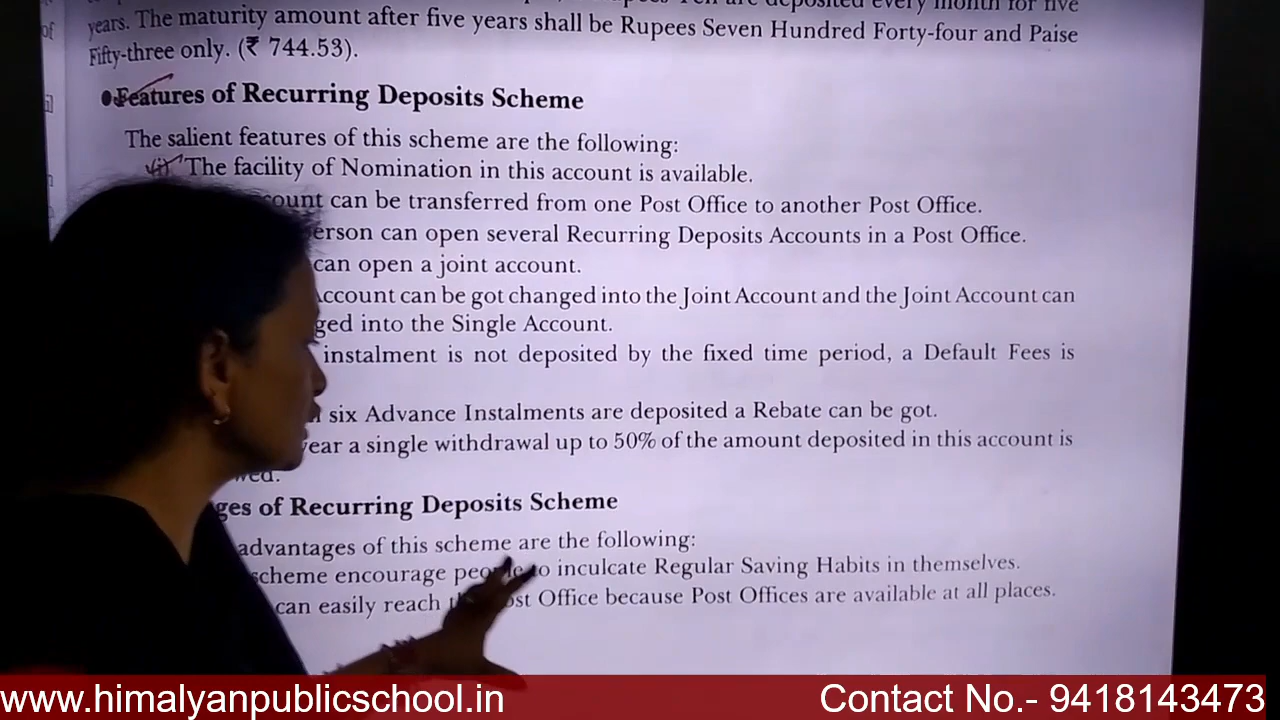 years. The maturity amount after five years shall be Rupees Seven Hundred Forty-four and Paise
Fifty-three only. (₹ 744.53).
Features of Recurring Deposits Scheme
The salient features of this scheme are the following:
(i) The facility of Nomination in this account is available.
can be transferred from one Post Office to another Post Office.
can open several Recurring Deposits Accounts in a Post Office.
can open a joint account.
Account can be got changed into the Joint Account and the Joint Account can
into the Single Account.
instalment is not deposited by the fixed time period, a Default Fees is
six Advance Instalments are deposited a Rebate can be got.
a single withdrawal up to 50% of the amount deposited in this account is
of Recurring Deposits Scheme
advantages of this scheme are the following:
scheme encourage people to inculcate Regular Saving Habits in themselves.
can easily reach Post Office because Post Offices are available at all places.
www.himalyanpublicschool.in
Contact No.- 9418143473